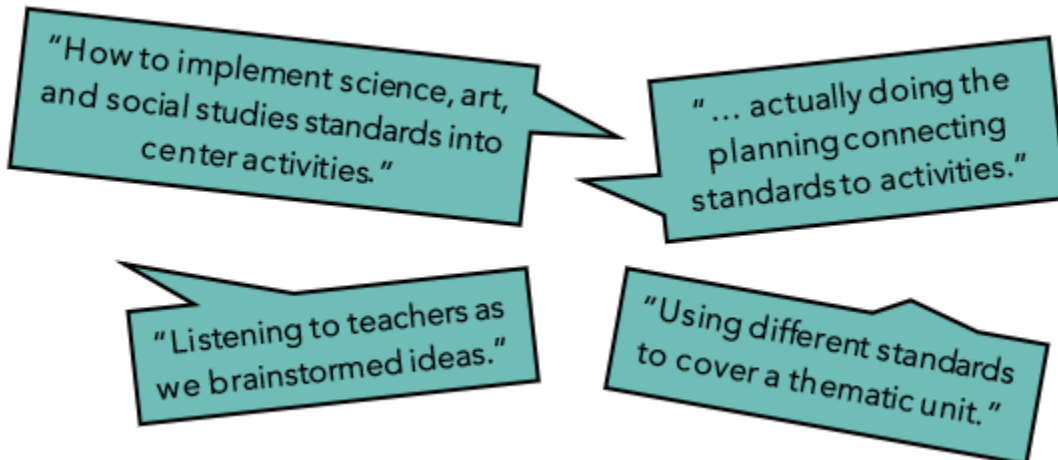 “How to implement science, art,
and social studies standards into
center activities.”
“… actually doing the
planning connecting
standards to activities.”
“Listening to teachers as
we brainstormed ideas.”
“Using different standards
to cover a thematic unit.”